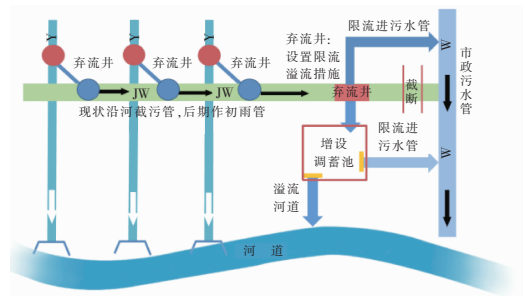 Y
Y
Y
弃流井
弃流井
弃流井
弃流井:
设置限流
溢流措施
限流进污水管
W
市政污水管
JW
JW
弃流井
截断
现状沿河截污管,后期作初雨管
限流进
污水管
增设
调蓄池
W
溢流
河道
河道